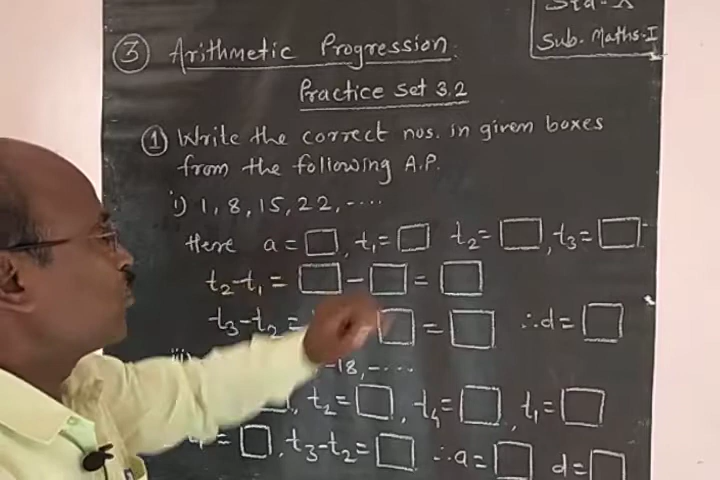 Std-X
Sub. Maths-I
③ Arithmetic Progression
Practice Set 3.2
① Write the correct nos. in given boxes
from the following A.P.
i) 1, 8, 15, 22, ....
Here a = □, t₁ = □ t₂ = □, t₃ = □
t₂-t₁ = □ - □ = □
t₃-t₂ = □ = □ ∴d = □
-18, ....
t₂ = □, t₄ = □, t₁ = □
= □, t₃-t₂ = □ ∴a = □ d = □